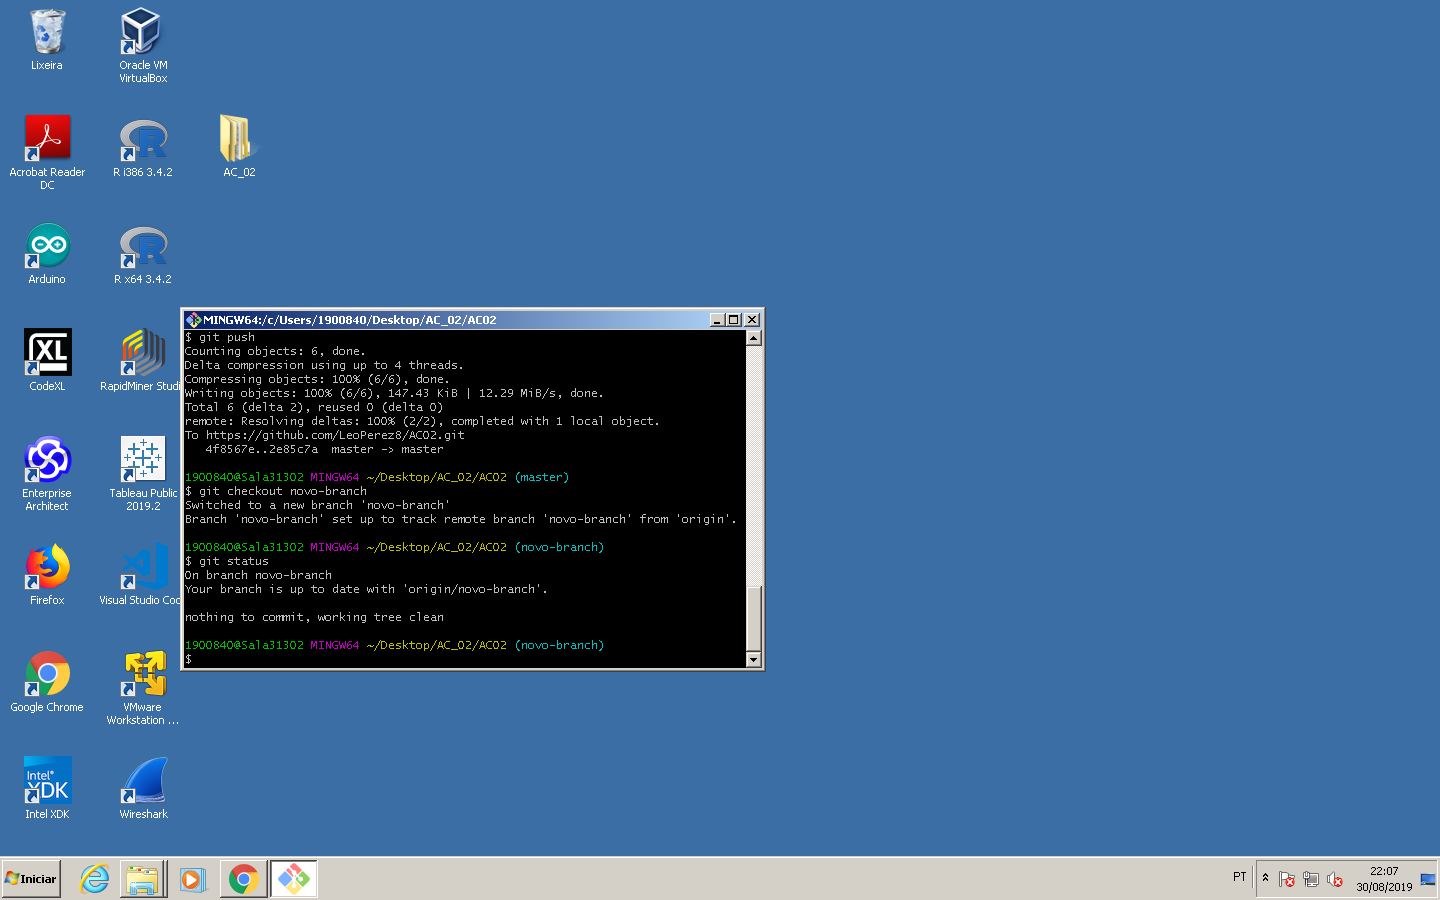 Lixeira
Oracle VM
VirtualBox
Acrobat Reader
DC
R i386 3.4.2
AC_02
Arduino
R x64 3.4.2
CodeXL
RapidMiner Studi
Enterprise
Architect
Tableau Public
2019.2
Firefox
Visual Studio Cod
Google Chrome
VMware
Workstation ...
Intel XDK
Wireshark
XL
intel®
XDK
MINGW64:/c/Users/1900840/Desktop/AC_02/AC02
$ git push
Counting objects: 6, done.
Delta compression using up to 4 threads.
Compressing objects: 100% (6/6), done.
Writing objects: 100% (6/6), 147.43 KiB | 12.29 MiB/s, done.
Total 6 (delta 2), reused 0 (delta 0)
remote: Resolving deltas: 100% (2/2), completed with 1 local object.
To https://github.com/LeoPerez8/AC02.git
   4f8567e..2e85c7a  master -> master
1900840@Sala31302 MINGW64 ~/Desktop/AC_02/AC02 (master)
$ git checkout novo-branch
Switched to a new branch 'novo-branch'
Branch 'novo-branch' set up to track remote branch 'novo-branch' from 'origin'.
1900840@Sala31302 MINGW64 ~/Desktop/AC_02/AC02 (novo-branch)
$ git status
On branch novo-branch
Your branch is up to date with 'origin/novo-branch'.
nothing to commit, working tree clean
1900840@Sala31302 MINGW64 ~/Desktop/AC_02/AC02 (novo-branch)
$
Iniciar
PT
22:07
30/08/2019